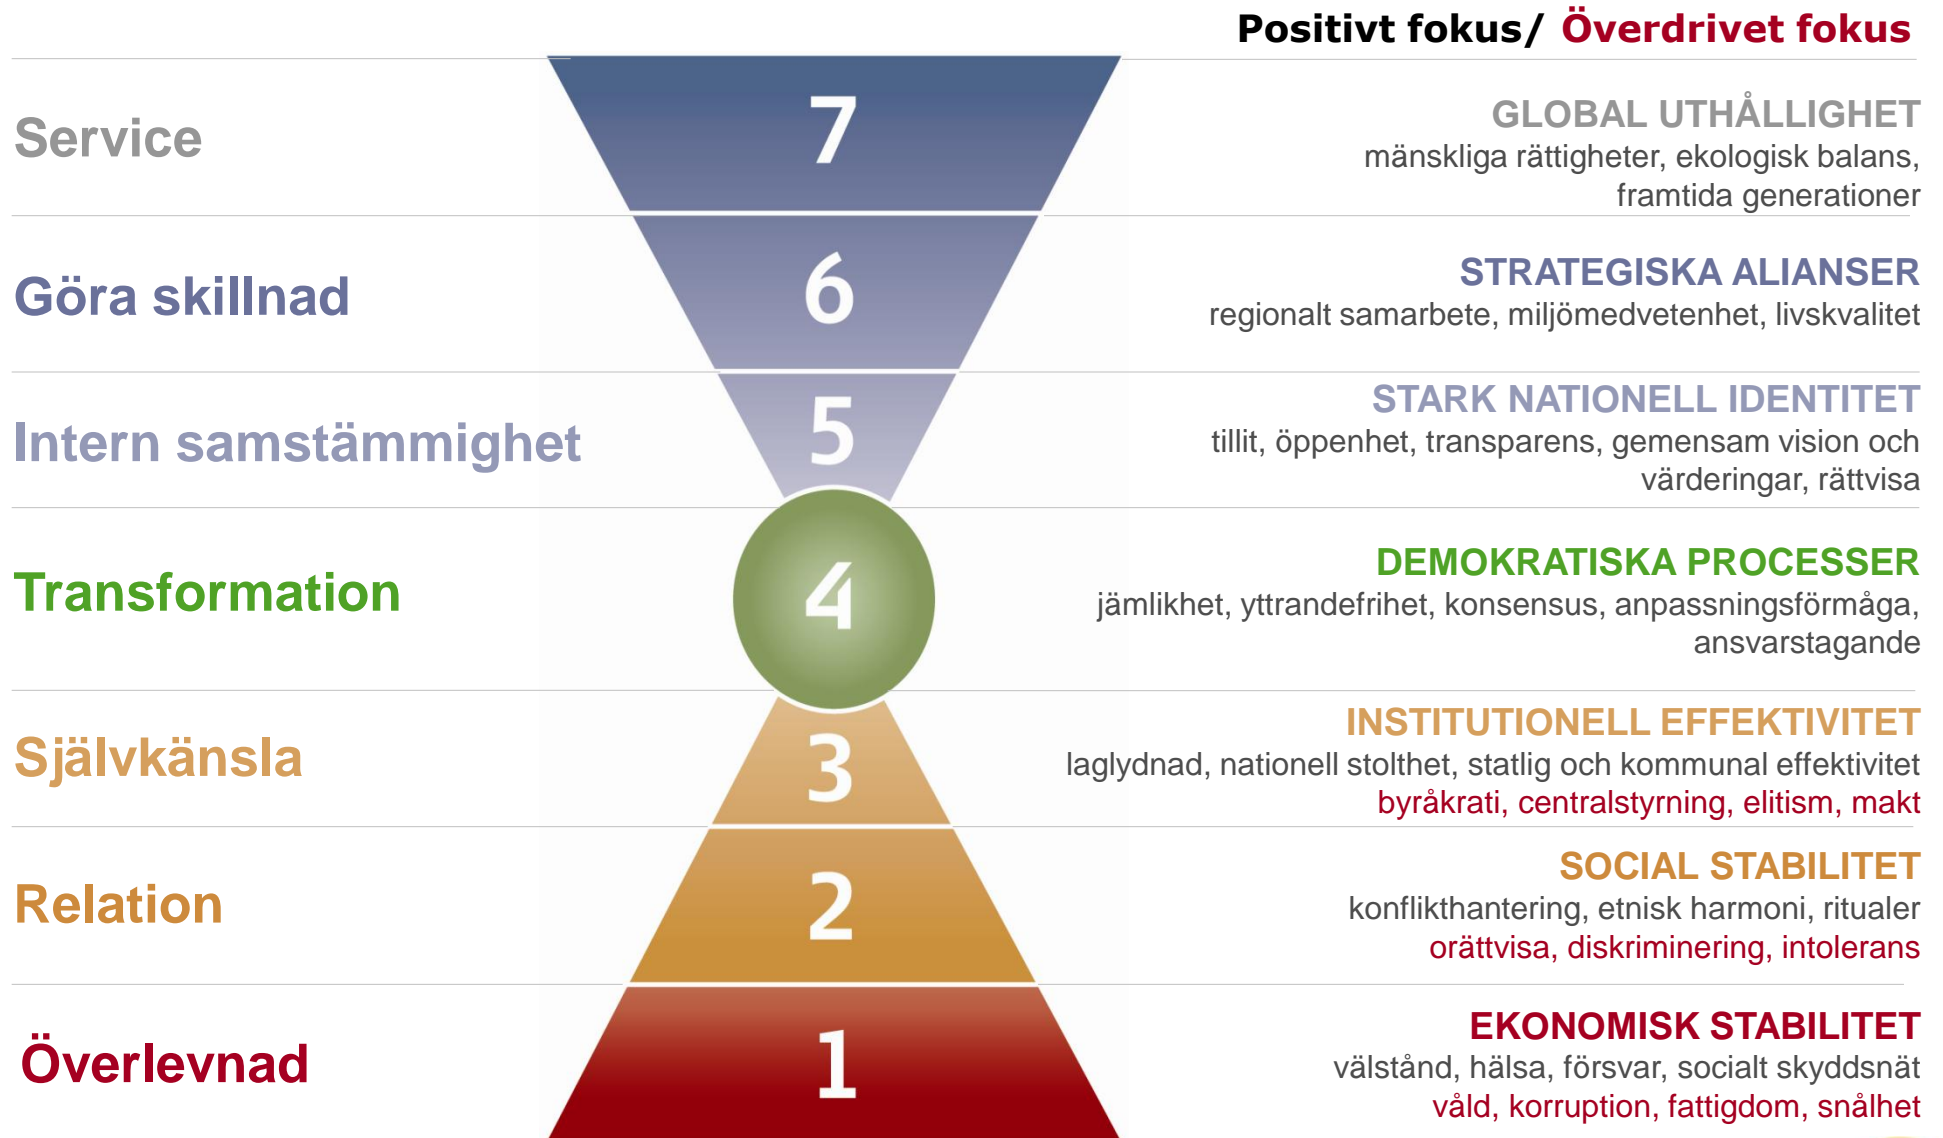 Positivt fokus/ Överdrivet fokus
Service
7
GLOBAL UTHÅLLIGHET
mänskliga rättigheter, ekologisk balans,
framtida generationer
Göra skillnad
6
STRATEGISKA ALIANSER
regionalt samarbete, miljömedvetenhet, livskvalitet
Intern samstämmighet
5
STARK NATIONELL IDENTITET
tillit, öppenhet, transparens, gemensam vision och
värderingar, rättvisa
Transformation
4
DEMOKRATISKA PROCESSER
jämlikhet, yttrandefrihet, konsensus, anpassningsförmåga,
ansvarstagande
Självkänsla
3
INSTITUTIONELL EFFEKTIVITET
laglydnad, nationell stolthet, statlig och kommunal effektivitet
byråkrati, centralstyrning, elitism, makt
Relation
2
SOCIAL STABILITET
konflikthantering, etnisk harmoni, ritualer
orättvisa, diskriminering, intolerans
Överlevnad
1
EKONOMISK STABILITET
välstånd, hälsa, försvar, socialt skyddsnät
våld, korruption, fattigdom, snålhet